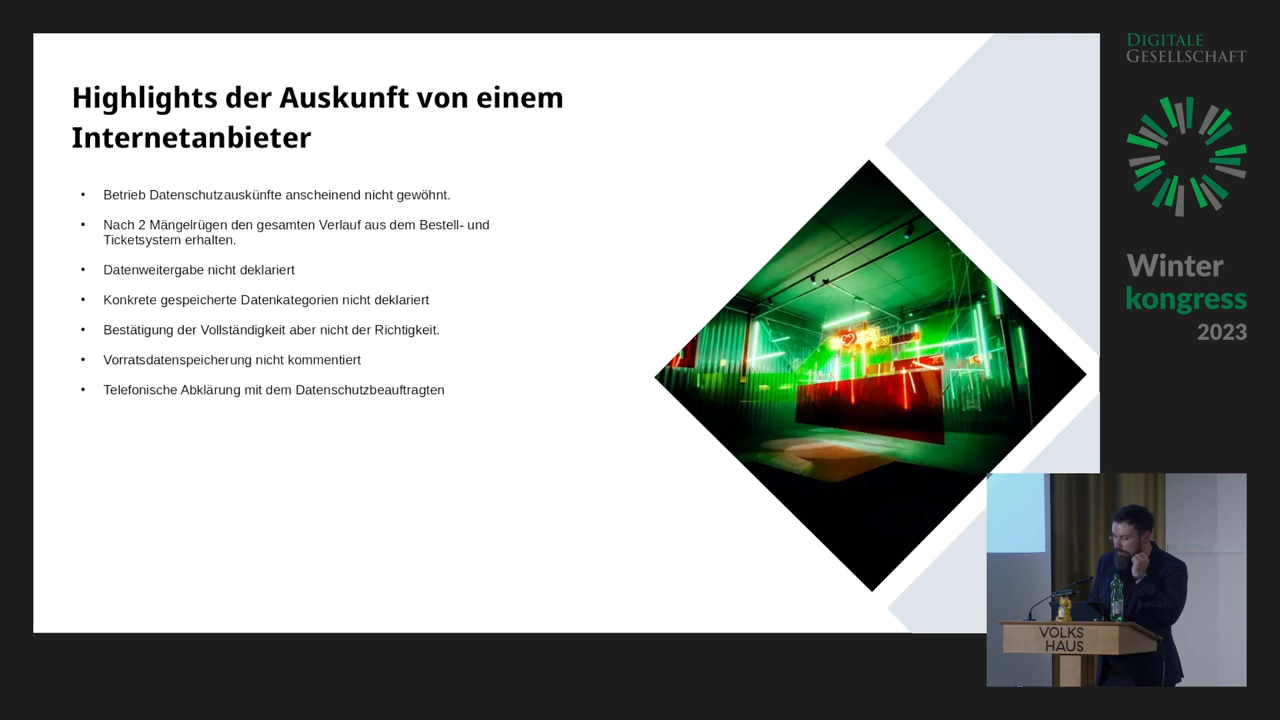 Highlights der Auskunft von einem
Internetanbieter
• Betrieb Datenschutzauskünfte anscheinend nicht gewöhnt.
• Nach 2 Mängelrügen den gesamten Verlauf aus dem Bestell- und
Ticketsystem erhalten.
• Datenweitergabe nicht deklariert
• Konkrete gespeicherte Datenkategorien nicht deklariert
• Bestätigung der Vollständigkeit aber nicht der Richtigkeit.
• Vorratsdatenspeicherung nicht kommentiert
• Telefonische Abklärung mit dem Datenschutzbeauftragten
DIGITALE
GESELLSCHAFT
Winter
kongress
2023
VOLKS
HAUS